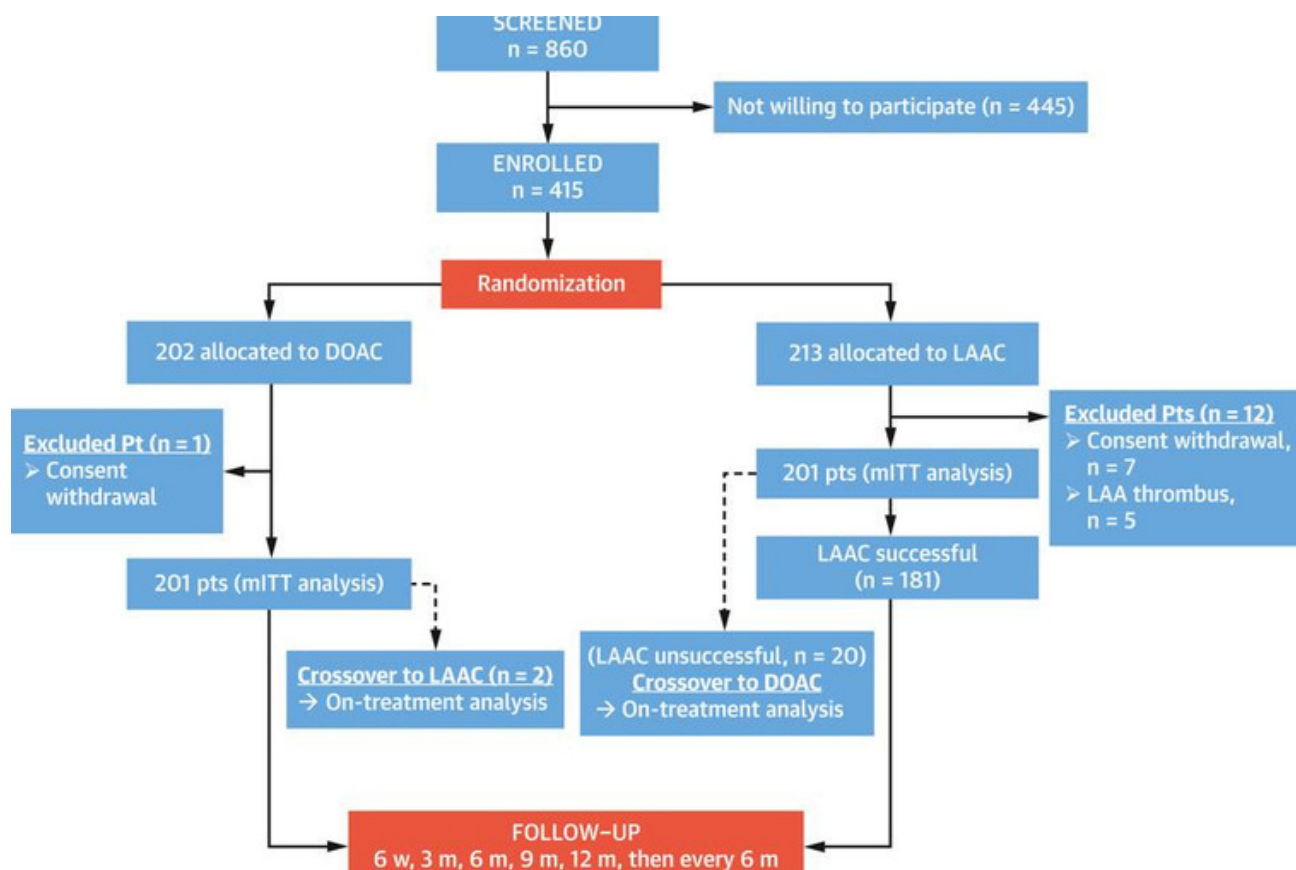 SCREENED
n = 860
Not willing to participate (n = 445)
ENROLLED
n = 415
Randomization
202 allocated to DOAC
213 allocated to LAAC
Excluded Pt (n = 1)
➢ Consent
withdrawal
Excluded Pts (n = 12)
➢ Consent withdrawal,
n = 7
➢ LAA thrombus,
n = 5
201 pts (mITT analysis)
LAAC successful
(n = 181)
201 pts (mITT analysis)
Crossover to LAAC (n = 2)
→ On-treatment analysis
(LAAC unsuccessful, n = 20)
Crossover to DOAC
→ On-treatment analysis
FOLLOW–UP
6 w, 3 m, 6 m, 9 m, 12 m, then every 6 m